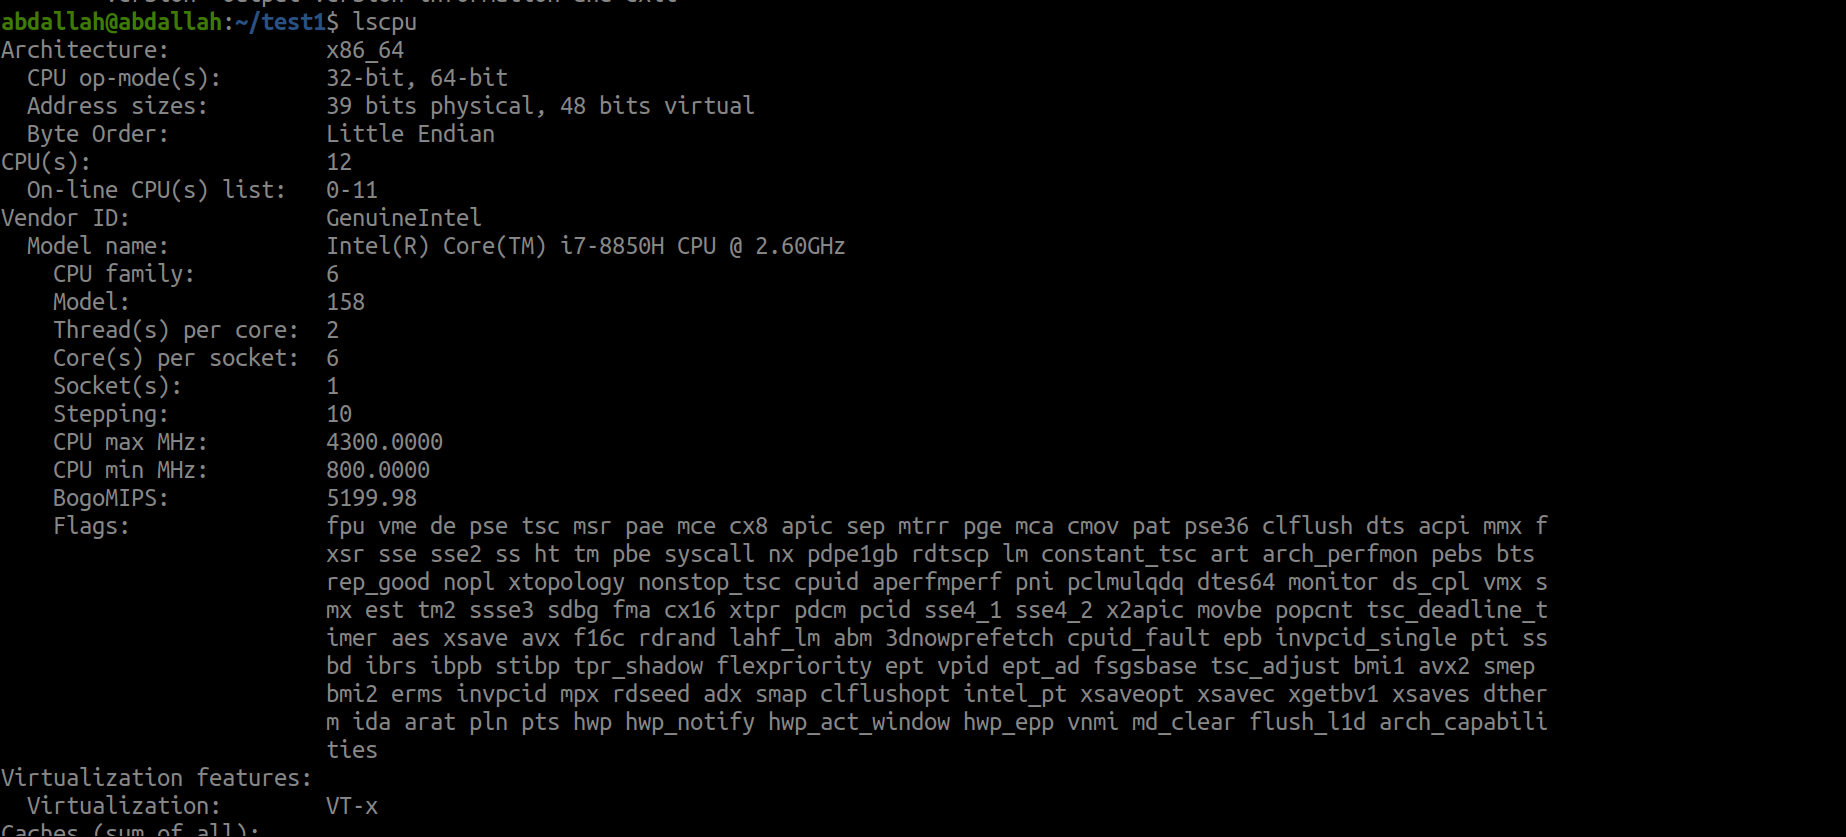 version output version information and exit
abdallah@abdallah:~/test1$ lscpu
Architecture:            x86_64
  CPU op-mode(s):        32-bit, 64-bit
  Address sizes:         39 bits physical, 48 bits virtual
  Byte Order:            Little Endian
CPU(s):                  12
  On-line CPU(s) list:   0-11
Vendor ID:               GenuineIntel
  Model name:            Intel(R) Core(TM) i7-8850H CPU @ 2.60GHz
    CPU family:          6
    Model:               158
    Thread(s) per core:  2
    Core(s) per socket:  6
    Socket(s):           1
    Stepping:            10
    CPU max MHz:         4300.0000
    CPU min MHz:         800.0000
    BogoMIPS:            5199.98
    Flags:               fpu vme de pse tsc msr pae mce cx8 apic sep mtrr pge mca cmov pat pse36 clflush dts acpi mmx f
                         xsr sse sse2 ss ht tm pbe syscall nx pdpe1gb rdtscp lm constant_tsc art arch_perfmon pebs bts
                         rep_good nopl xtopology nonstop_tsc cpuid aperfmperf pni pclmulqdq dtes64 monitor ds_cpl vmx s
                         mx est tm2 ssse3 sdbg fma cx16 xtpr pdcm pcid sse4_1 sse4_2 x2apic movbe popcnt tsc_deadline_t
                         imer aes xsave avx f16c rdrand lahf_lm abm 3dnowprefetch cpuid_fault epb invpcid_single pti ss
                         bd ibrs ibpb stibp tpr_shadow flexpriority ept vpid ept_ad fsgsbase tsc_adjust bmi1 avx2 smep
                         bmi2 erms invpcid mpx rdseed adx smap clflushopt intel_pt xsaveopt xsavec xgetbv1 xsaves dther
                         m ida arat pln pts hwp hwp_notify hwp_act_window hwp_epp vnmi md_clear flush_l1d arch_capabili
                         ties
Virtualization features:
  Virtualization:        VT-x
Caches (sum of all):